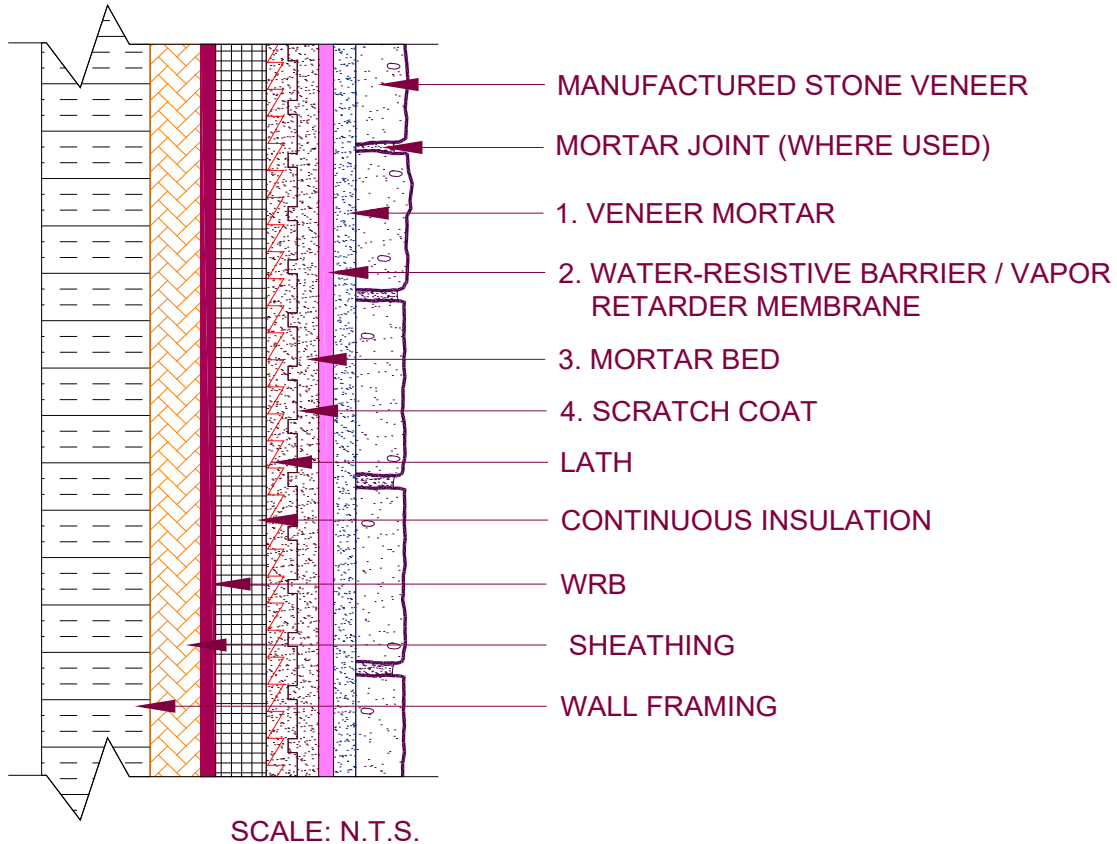 MANUFACTURED STONE VENEER
MORTAR JOINT (WHERE USED)
1. VENEER MORTAR
2. WATER-RESISTIVE BARRIER / VAPOR
RETARDER MEMBRANE
3. MORTAR BED
4. SCRATCH COAT
LATH
CONTINUOUS INSULATION
WRB
SHEATHING
WALL FRAMING
SCALE: N.T.S.